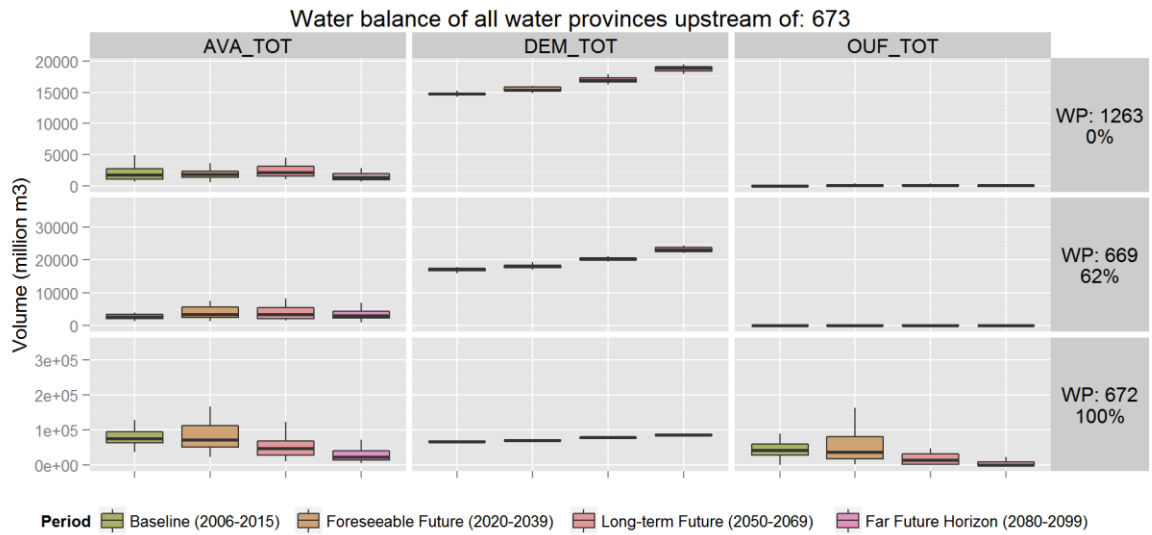 Water balance of all water provinces upstream of: 673
AVA_TOT
DEM_TOT
OUF_TOT
Volume (million m3)
20000
15000
10000
5000
0
WP: 1263
0%
30000
20000
10000
0
WP: 669
62%
3e+05
2e+05
1e+05
0e+00
WP: 672
100%
Period Baseline (2006-2015) Foreseeable Future (2020-2039) Long-term Future (2050-2069) Far Future Horizon (2080-2099)